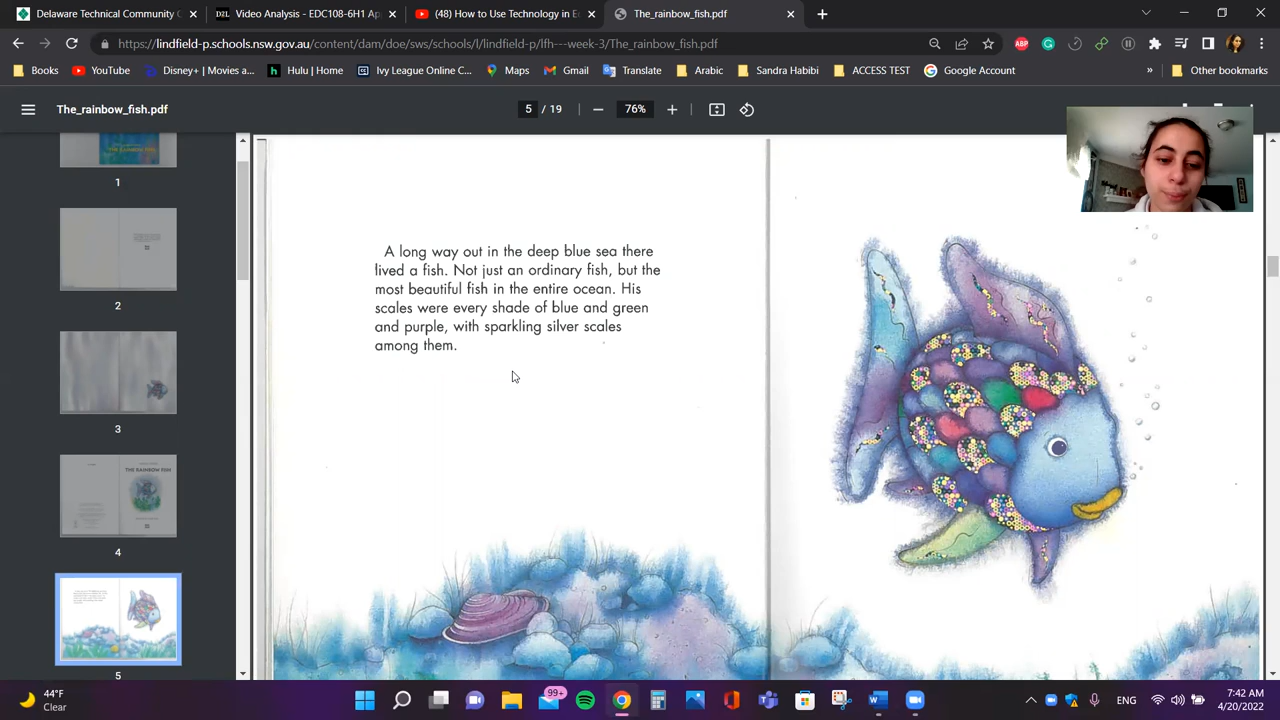 Delaware Technical Community C
Video Analysis - EDC108-6H1 Ap
(48) How to Use Technology in Ec
The_rainbow_fish.pdf
https://lindfield-p.schools.nsw.gov.au/content/dam/doe/sws/schools/l/lindfield-p/lfh---week-3/The_rainbow_fish.pdf
ABP
Books
YouTube
Disney+ | Movies a...
Hulu | Home
Ivy League Online C...
Maps
Gmail
Translate
Arabic
Sandra Habibi
ACCESS TEST
Google Account
»
Other bookmarks
The_rainbow_fish.pdf
5 / 19
76%
1
2
3
THE RAINBOW FISH
4
5
A long way out in the deep blue sea there
lived a fish. Not just an ordinary fish, but the
most beautiful fish in the entire ocean. His
scales were every shade of blue and green
and purple, with sparkling silver scales
among them.
44°F
Clear
99+
ENG
7:42 AM
4/20/2022